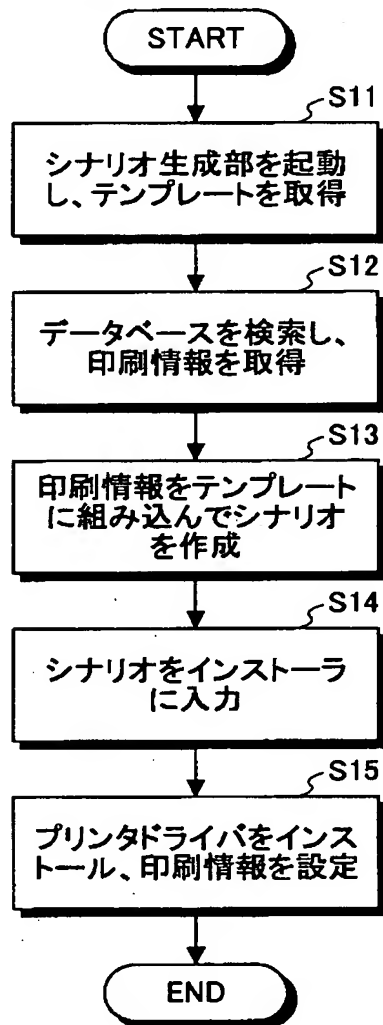 START
S11
シナリオ生成部を起動
し、テンプレートを取得
S12
データベースを検索し、
印刷情報を取得
S13
印刷情報をテンプレート
に組み込んでシナリオ
を作成
S14
シナリオをインストーラ
に入力
S15
プリンタドライバをインス
トール、印刷情報を設定
END